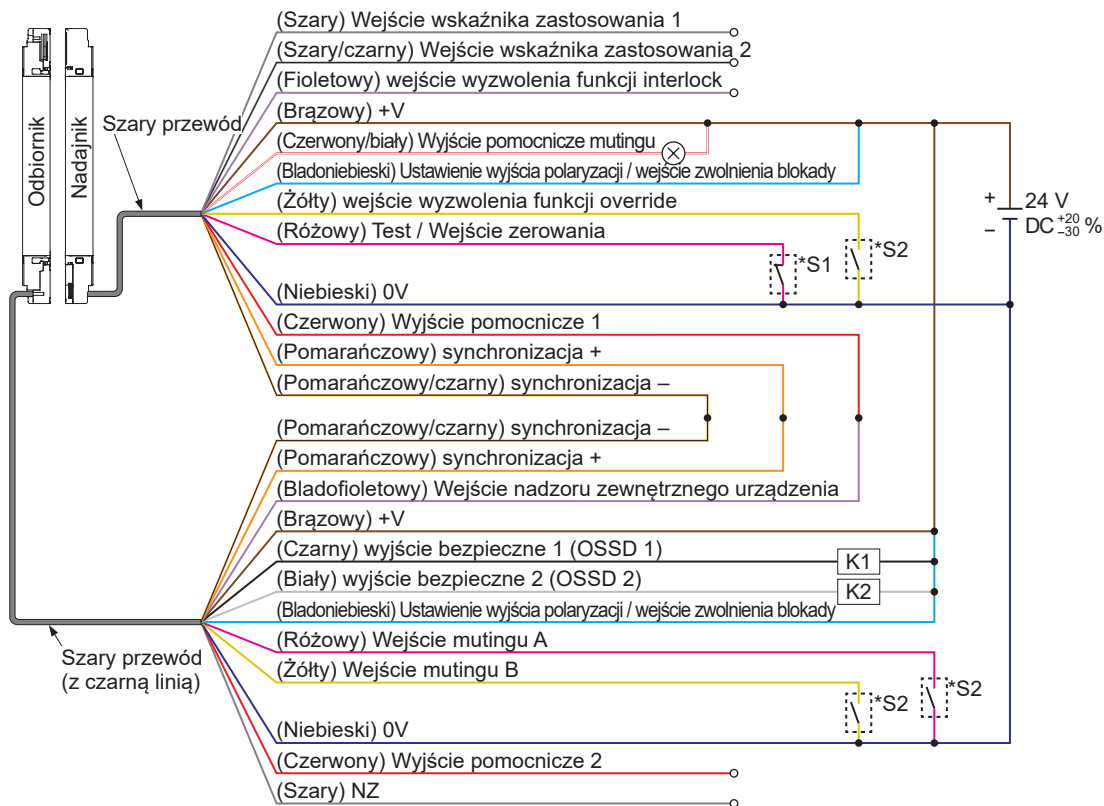 Odbiornik
Nadajnik
Szary przewód
(Szary) Wejście wskaźnika zastosowania 1
(Szary/czarny) Wejście wskaźnika zastosowania 2
(Fioletowy) wejście wyzwolenia funkcji interlock
(Brązowy) +V
(Czerwony/biały) Wyjście pomocnicze mutingu
(Bladoniebieski) Ustawienie wyjścia polaryzacji / wejście zwolnienia blokady
(Żółty) wejście wyzwolenia funkcji override
(Różowy) Test / Wejście zerowania
*S1
*S2
+
–
24 V
DC +20 –30 %
(Niebieski) 0V
(Czerwony) Wyjście pomocnicze 1
(Pomarańczowy) synchronizacja +
(Pomarańczowy/czarny) synchronizacja –
(Pomarańczowy/czarny) synchronizacja –
(Pomarańczowy) synchronizacja +
(Bladofioletowy) Wejście nadzoru zewnętrznego urządzenia
(Brązowy) +V
(Czarny) wyjście bezpieczne 1 (OSSD 1)
K1
(Biały) wyjście bezpieczne 2 (OSSD 2)
K2
(Bladoniebieski) Ustawienie wyjścia polaryzacji / wejście zwolnienia blokady
(Różowy) Wejście mutingu A
(Żółty) Wejście mutingu B
*S2
*S2
(Niebieski) 0V
(Czerwony) Wyjście pomocnicze 2
(Szary) NZ
Szary przewód
(z czarną linią)